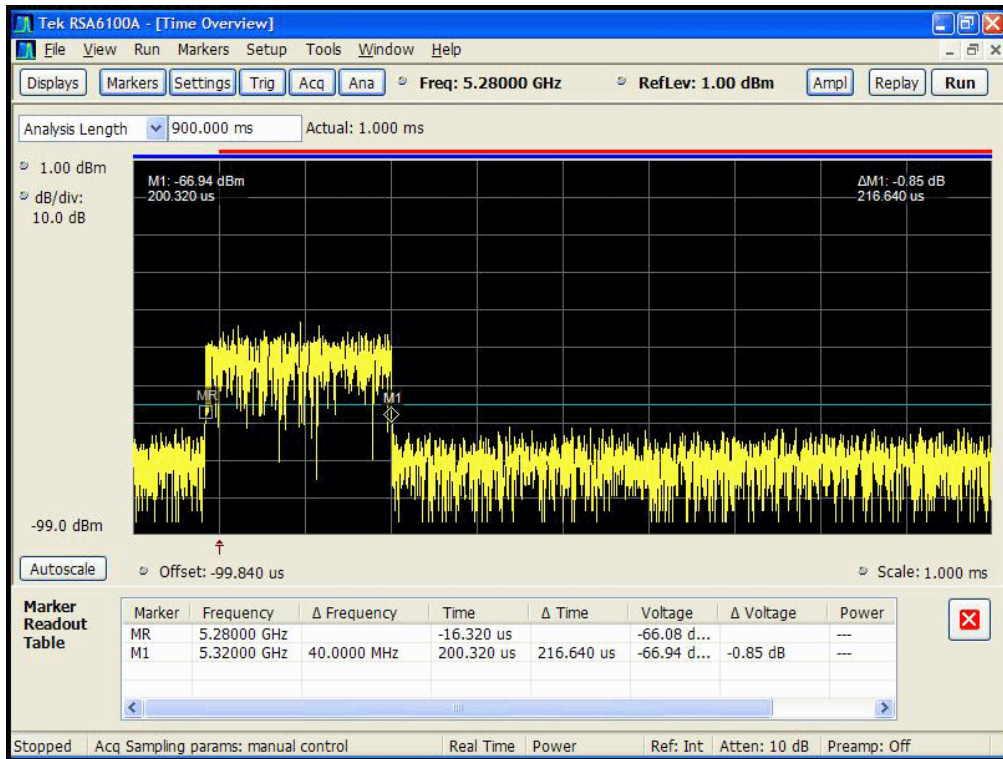 Tek RSA6100A - [Time Overview]
File View Run Markers Setup Tools Window Help
Displays Markers Settings Trig Acq Ana Freq: 5.28000 GHz RefLev: 1.00 dBm Ampl Replay Run
Analysis Length 900.000 ms Actual: 1.000 ms
1.00 dBm
dB/div:
10.0 dB
M1: -66.94 dBm
200.320 us
ΔM1: -0.85 dB
216.640 us
MR
M1
-99.0 dBm
Autoscale Offset: -99.840 us Scale: 1.000 ms
Marker
Readout
Table
Marker Frequency Δ Frequency Time Δ Time Voltage Δ Voltage Power
MR 5.28000 GHz -16.320 us -66.08 d... ---
M1 5.32000 GHz 40.0000 MHz 200.320 us 216.640 us -66.94 d... -0.85 dB ---
Stopped Acq Sampling params: manual control Real Time Power Ref: Int Atten: 10 dB Preamp: Off